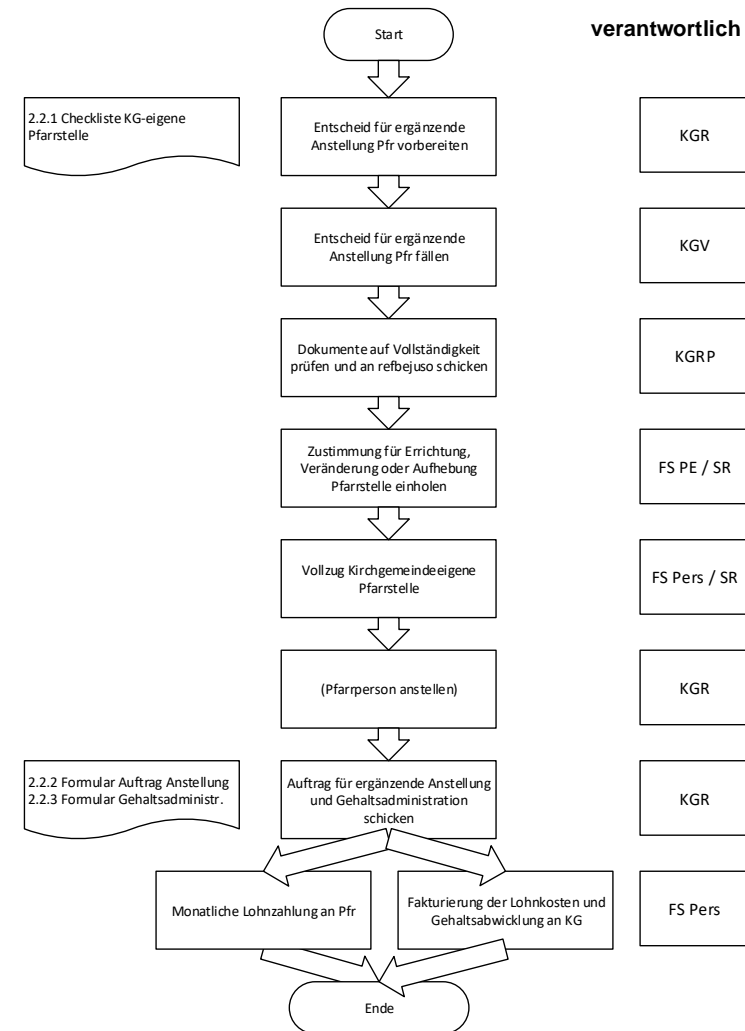 Start
verantwortlich
2.2.1 Checkliste KG-eigene
Pfarrstelle
Entscheid für ergänzende
Anstellung Pfr vorbereiten
KGR
Entscheid für ergänzende
Anstellung Pfr fällen
KGV
Dokumente auf Vollständigkeit
prüfen und an refbejuso schicken
KGRP
Zustimmung für Errichtung,
Veränderung oder Aufhebung
Pfarrstelle einholen
FS PE / SR
Vollzug Kirchgemeindeeigene
Pfarrstelle
FS Pers / SR
(Pfarrperson anstellen)
KGR
2.2.2 Formular Auftrag Anstellung
2.2.3 Formular Gehaltsadministr.
Auftrag für ergänzende Anstellung
und Gehaltsadministration
schicken
KGR
Monatliche Lohnzahlung an Pfr
Fakturierung der Lohnkosten und
Gehaltsabwicklung an KG
FS Pers
Ende